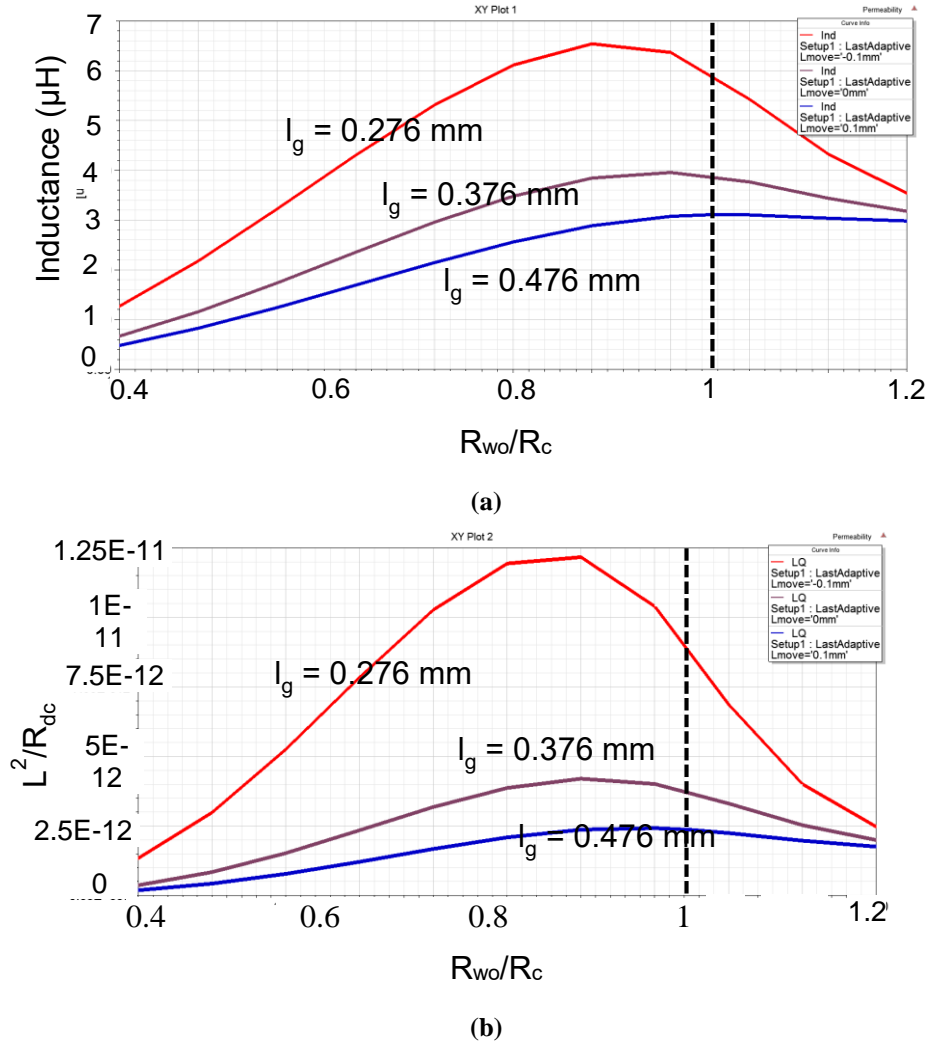 XY Plot 1
Permeability
Curve Info
Ind
Setup1 : LastAdaptive
Lmove='-0.1mm'
Ind
Setup1 : LastAdaptive
Lmove='0mm'
Ind
Setup1 : LastAdaptive
Lmove='0.1mm'
Inductance (µH)
7
6
5
4
3
2
1
0
lg = 0.276 mm
lg = 0.376 mm
lg = 0.476 mm
0.4 0.6 0.8 1 1.2
Rwo/Rc
(a)
XY Plot 2
Permeability
Curve Info
LQ
Setup1 : LastAdaptive
Lmove='-0.1mm'
LQ
Setup1 : LastAdaptive
Lmove='0mm'
LQ
Setup1 : LastAdaptive
Lmove='0.1mm'
L²/Rdc
1.25E-11
1E-
11
7.5E-12
5E-
12
2.5E-12
0
lg = 0.276 mm
lg = 0.376 mm
lg = 0.476 mm
0.4 0.6 0.8 1 1.2
Rwo/Rc
(b)